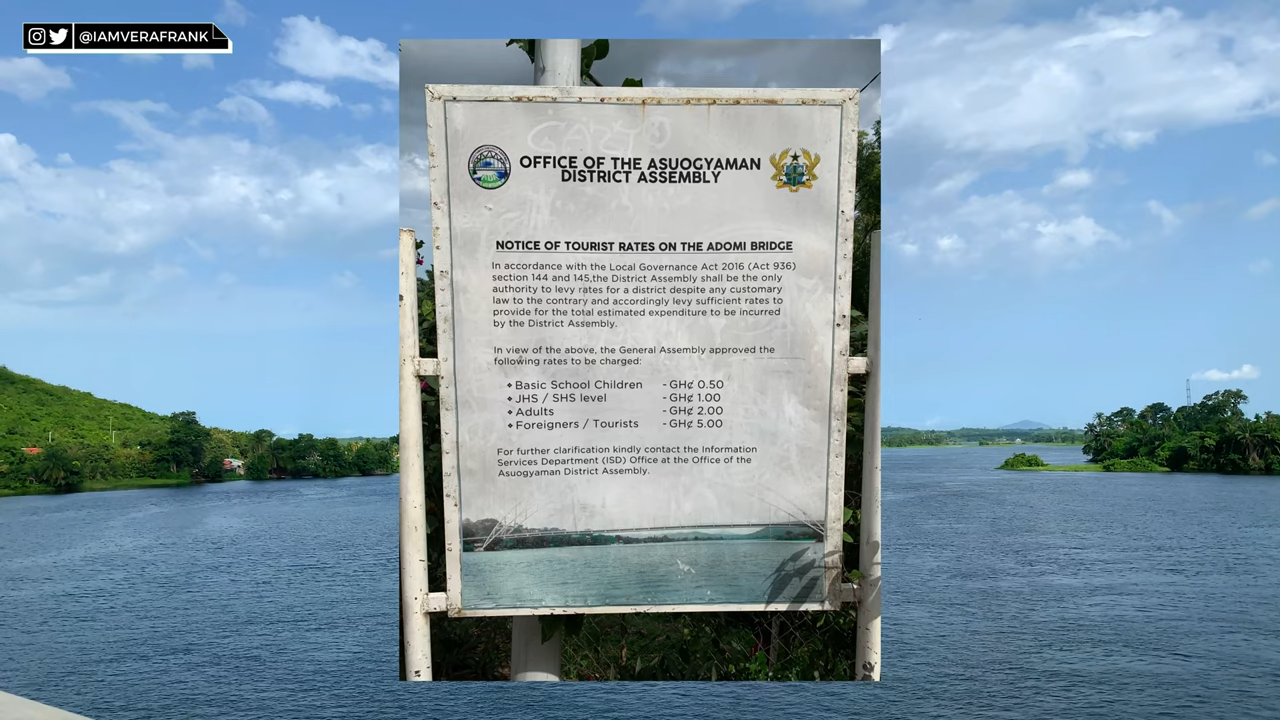 @IAMVERAFRANK
OFFICE OF THE ASUOGYAMAN
DISTRICT ASSEMBLY
NOTICE OF TOURIST RATES ON THE ADOMI BRIDGE
In accordance with the Local Governance Act 2016 (Act 936)
section 144 and 145,the District Assembly shall be the only
authority to levy rates for a district despite any customary
law to the contrary and accordingly levy sufficient rates to
provide for the total estimated expenditure to be incurred
by the District Assembly.
In view of the above, the General Assembly approved the
following rates to be charged:
❖ Basic School Children - GH₵ 0.50
❖ JHS / SHS level - GH₵ 1.00
❖ Adults - GH₵ 2.00
❖ Foreigners / Tourists - GH₵ 5.00
For further clarification kindly contact the Information
Services Department (ISD) Office at the Office of the
Asuogyaman District Assembly.